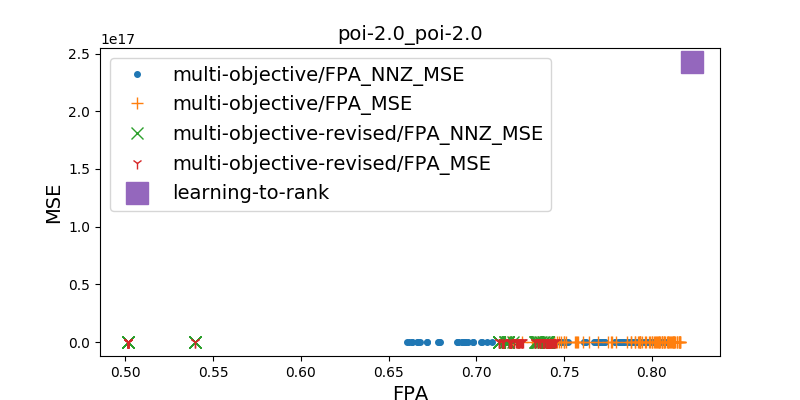 poi-2.0_poi-2.0
1e17
2.5
2.0
1.5
1.0
0.5
0.0
MSE
multi-objective/FPA_NNZ_MSE
multi-objective/FPA_MSE
multi-objective-revised/FPA_NNZ_MSE
multi-objective-revised/FPA_MSE
learning-to-rank
0.50 0.55 0.60 0.65 0.70 0.75 0.80
FPA